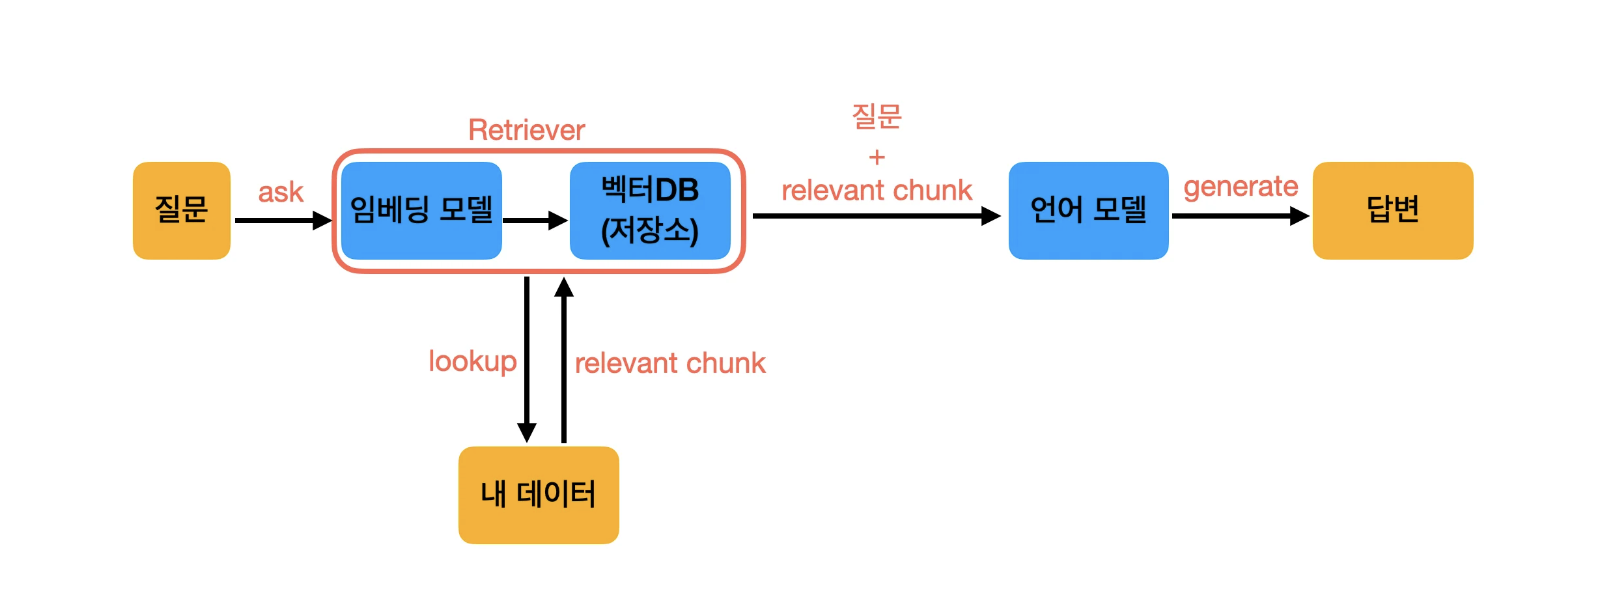 Retriever
질문
ask
임베딩 모델
벡터DB
(저장소)
질문
+
relevant chunk
언어 모델
generate
답변
lookup
relevant chunk
내 데이터